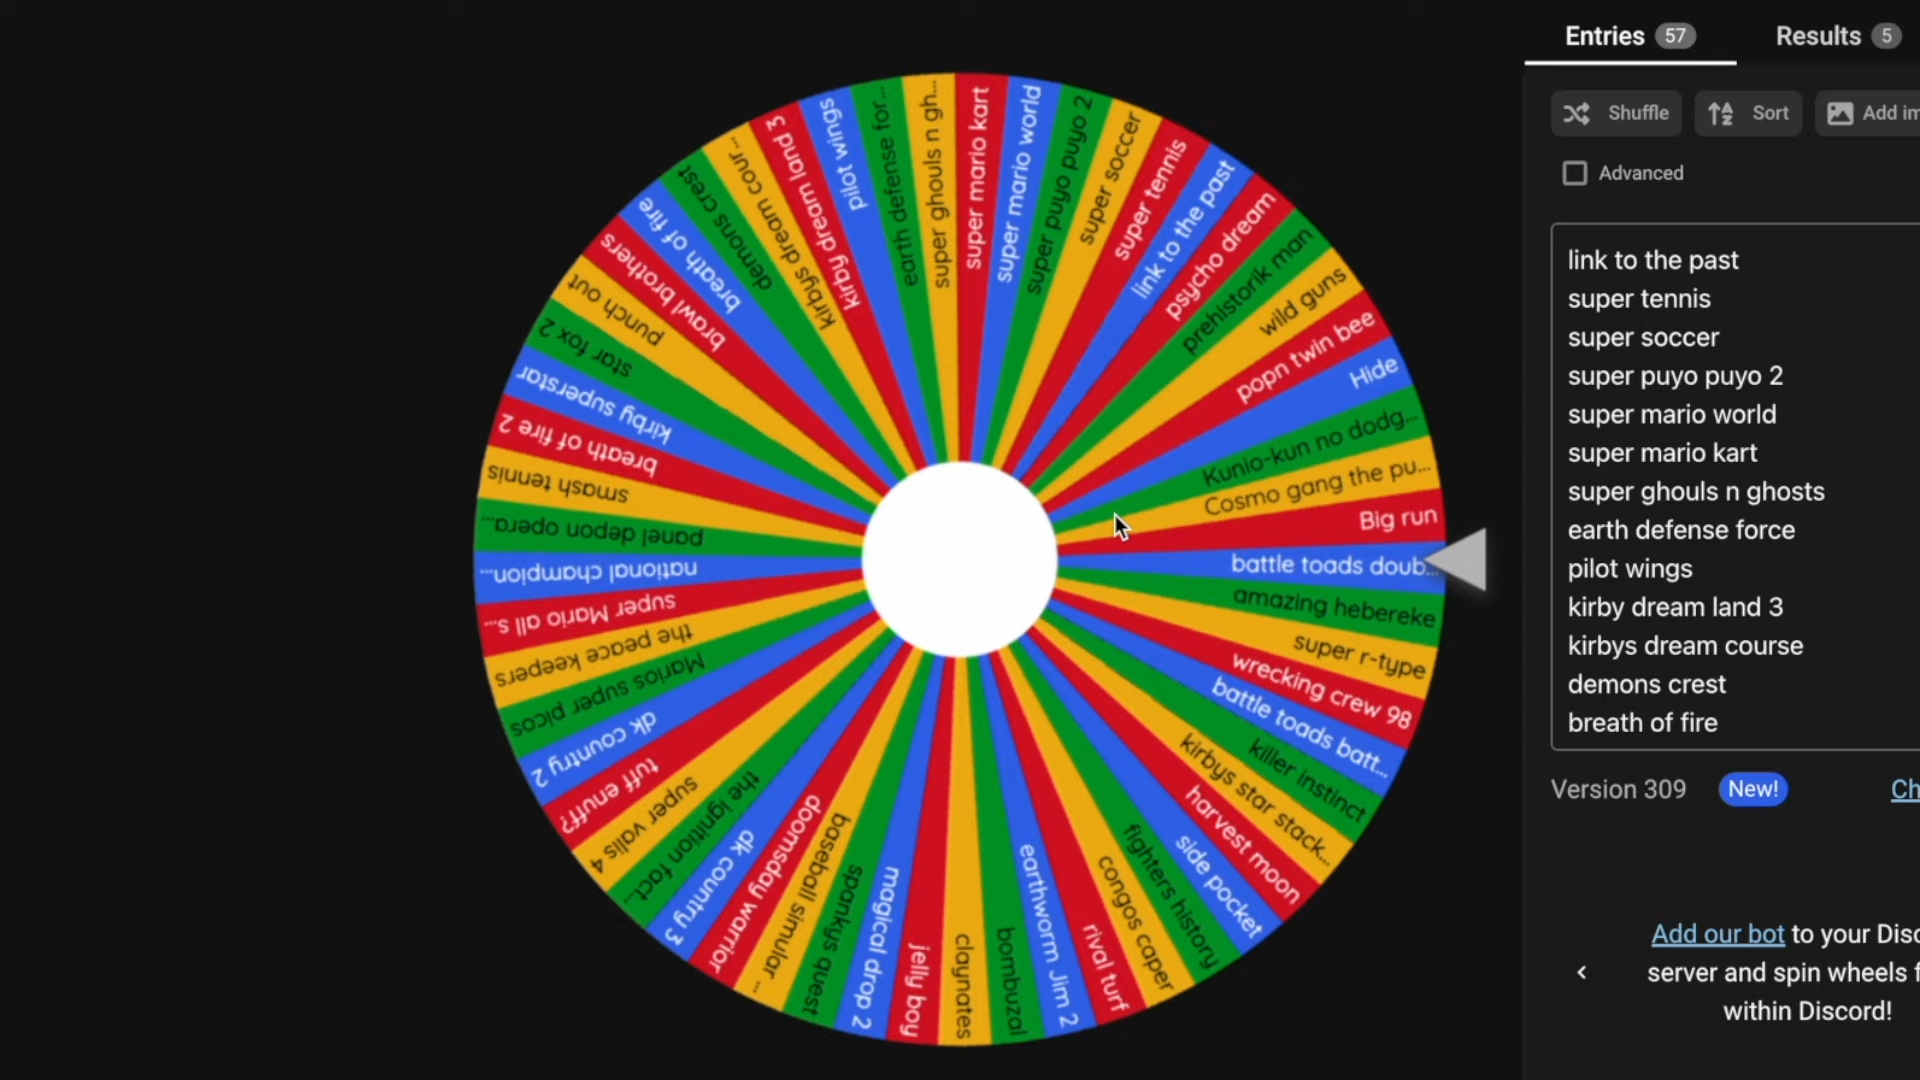 Entries 57
Results 5
Shuffle
Sort
Add im
Advanced
link to the past
super tennis
super soccer
super puyo puyo 2
super mario world
super mario kart
super ghouls n ghosts
earth defense force
pilot wings
kirby dream land 3
kirbys dream course
demons crest
breath of fire
Version 309
New!
Ch
Add our bot to your Disc
server and spin wheels f
within Discord!
super mario kart
super mario world
super puyo puyo 2
super soccer
super tennis
link to the past
psycho dream
prehistorik man
wild guns
popn twin bee
Hide
Kunio-kun no dodg...
Cosmo gang the pu...
Big run
battle toads doub...
amazing hebereke
super r-type
wrecking crew 98
battle toads batt...
killer instinct
kirbys star stack...
harvest moon
side pocket
fighters history
congos caper
rival turf
earthworm Jim 2
bombuzal
claynates
jelly boy
magical drop 2
spankys quest
baseball simular ...
doomsday warrior
dk country 3
the ignition fact...
super valis 4
tuff enuff?
dk country 2
Marios super picos
the peace keepers
super Mario all s...
national champion...
panel depon opera...
smash tennis
breath of fire 2
kirby superstar
star fox 2
punch out
brawl brothers
breath of fire
demons crest
kirbys dream cour...
kirby dream land 3
pilot wings
earth defense for...
super ghouls n gh...